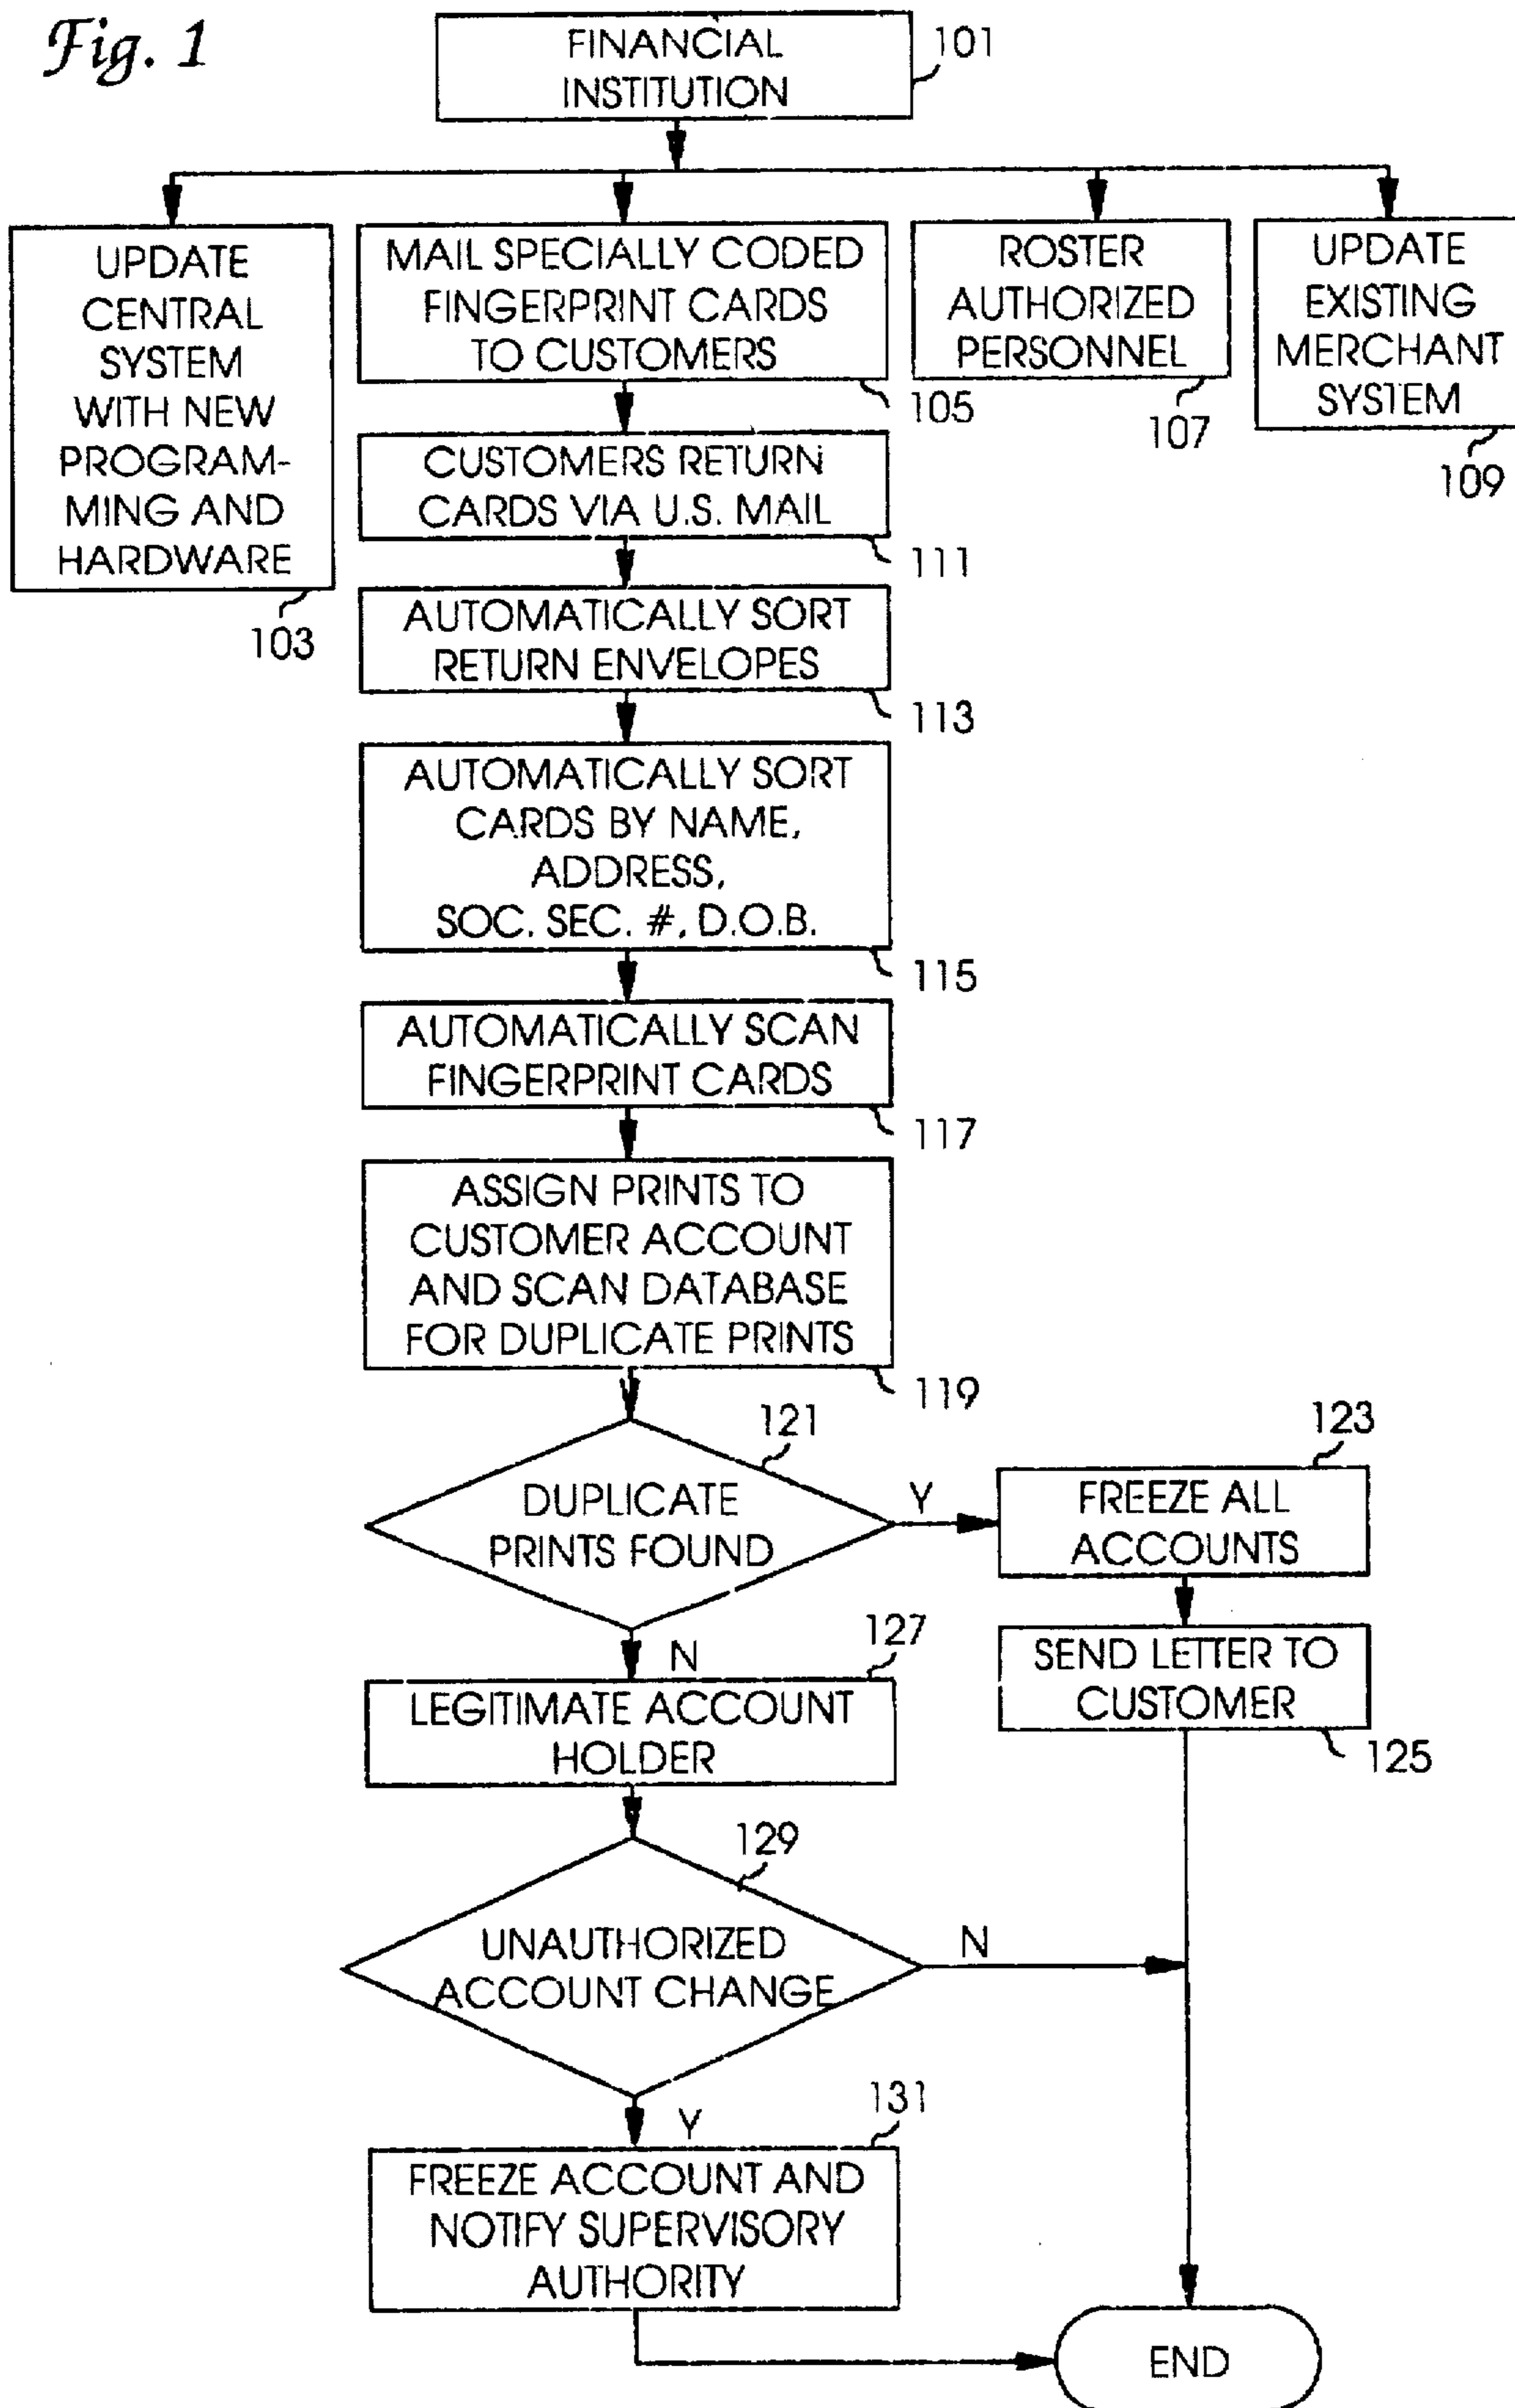 Fig. 1
FINANCIAL
INSTITUTION
101
UPDATE
CENTRAL
SYSTEM
WITH NEW
PROGRAM-
MING AND
HARDWARE
103
MAIL SPECIALLY CODED
FINGERPRINT CARDS
TO CUSTOMERS
105
ROSTER
AUTHORIZED
PERSONNEL
107
UPDATE
EXISTING
MERCHANT
SYSTEM
109
CUSTOMERS RETURN
CARDS VIA U.S. MAIL
111
AUTOMATICALLY SORT
RETURN ENVELOPES
113
AUTOMATICALLY SORT
CARDS BY NAME,
ADDRESS,
SOC. SEC. #, D.O.B.
115
AUTOMATICALLY SCAN
FINGERPRINT CARDS
117
ASSIGN PRINTS TO
CUSTOMER ACCOUNT
AND SCAN DATABASE
FOR DUPLICATE PRINTS
119
121
DUPLICATE
PRINTS FOUND
Y
123
FREEZE ALL
ACCOUNTS
N
127
LEGITIMATE ACCOUNT
HOLDER
SEND LETTER TO
CUSTOMER
125
129
UNAUTHORIZED
ACCOUNT CHANGE
N
Y
131
FREEZE ACCOUNT AND
NOTIFY SUPERVISORY
AUTHORITY
END